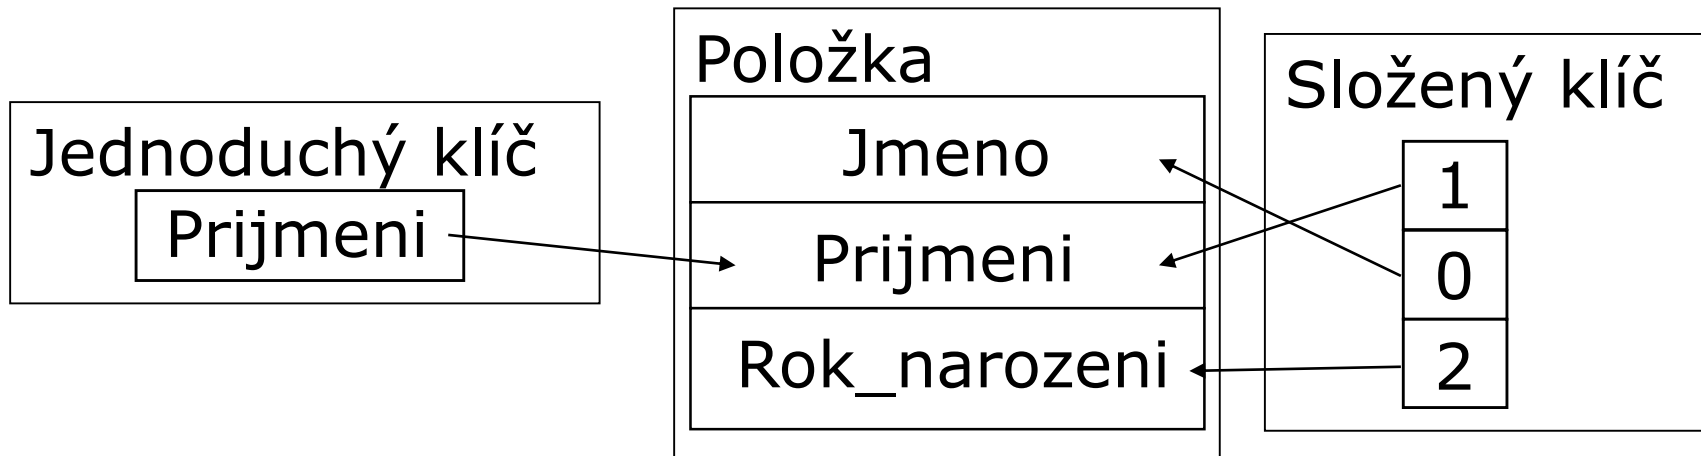 Jednoduchý klíč
Prijmeni
Položka
Jmeno
Prijmeni
Rok_narozeni
Složený klíč
1
0
2